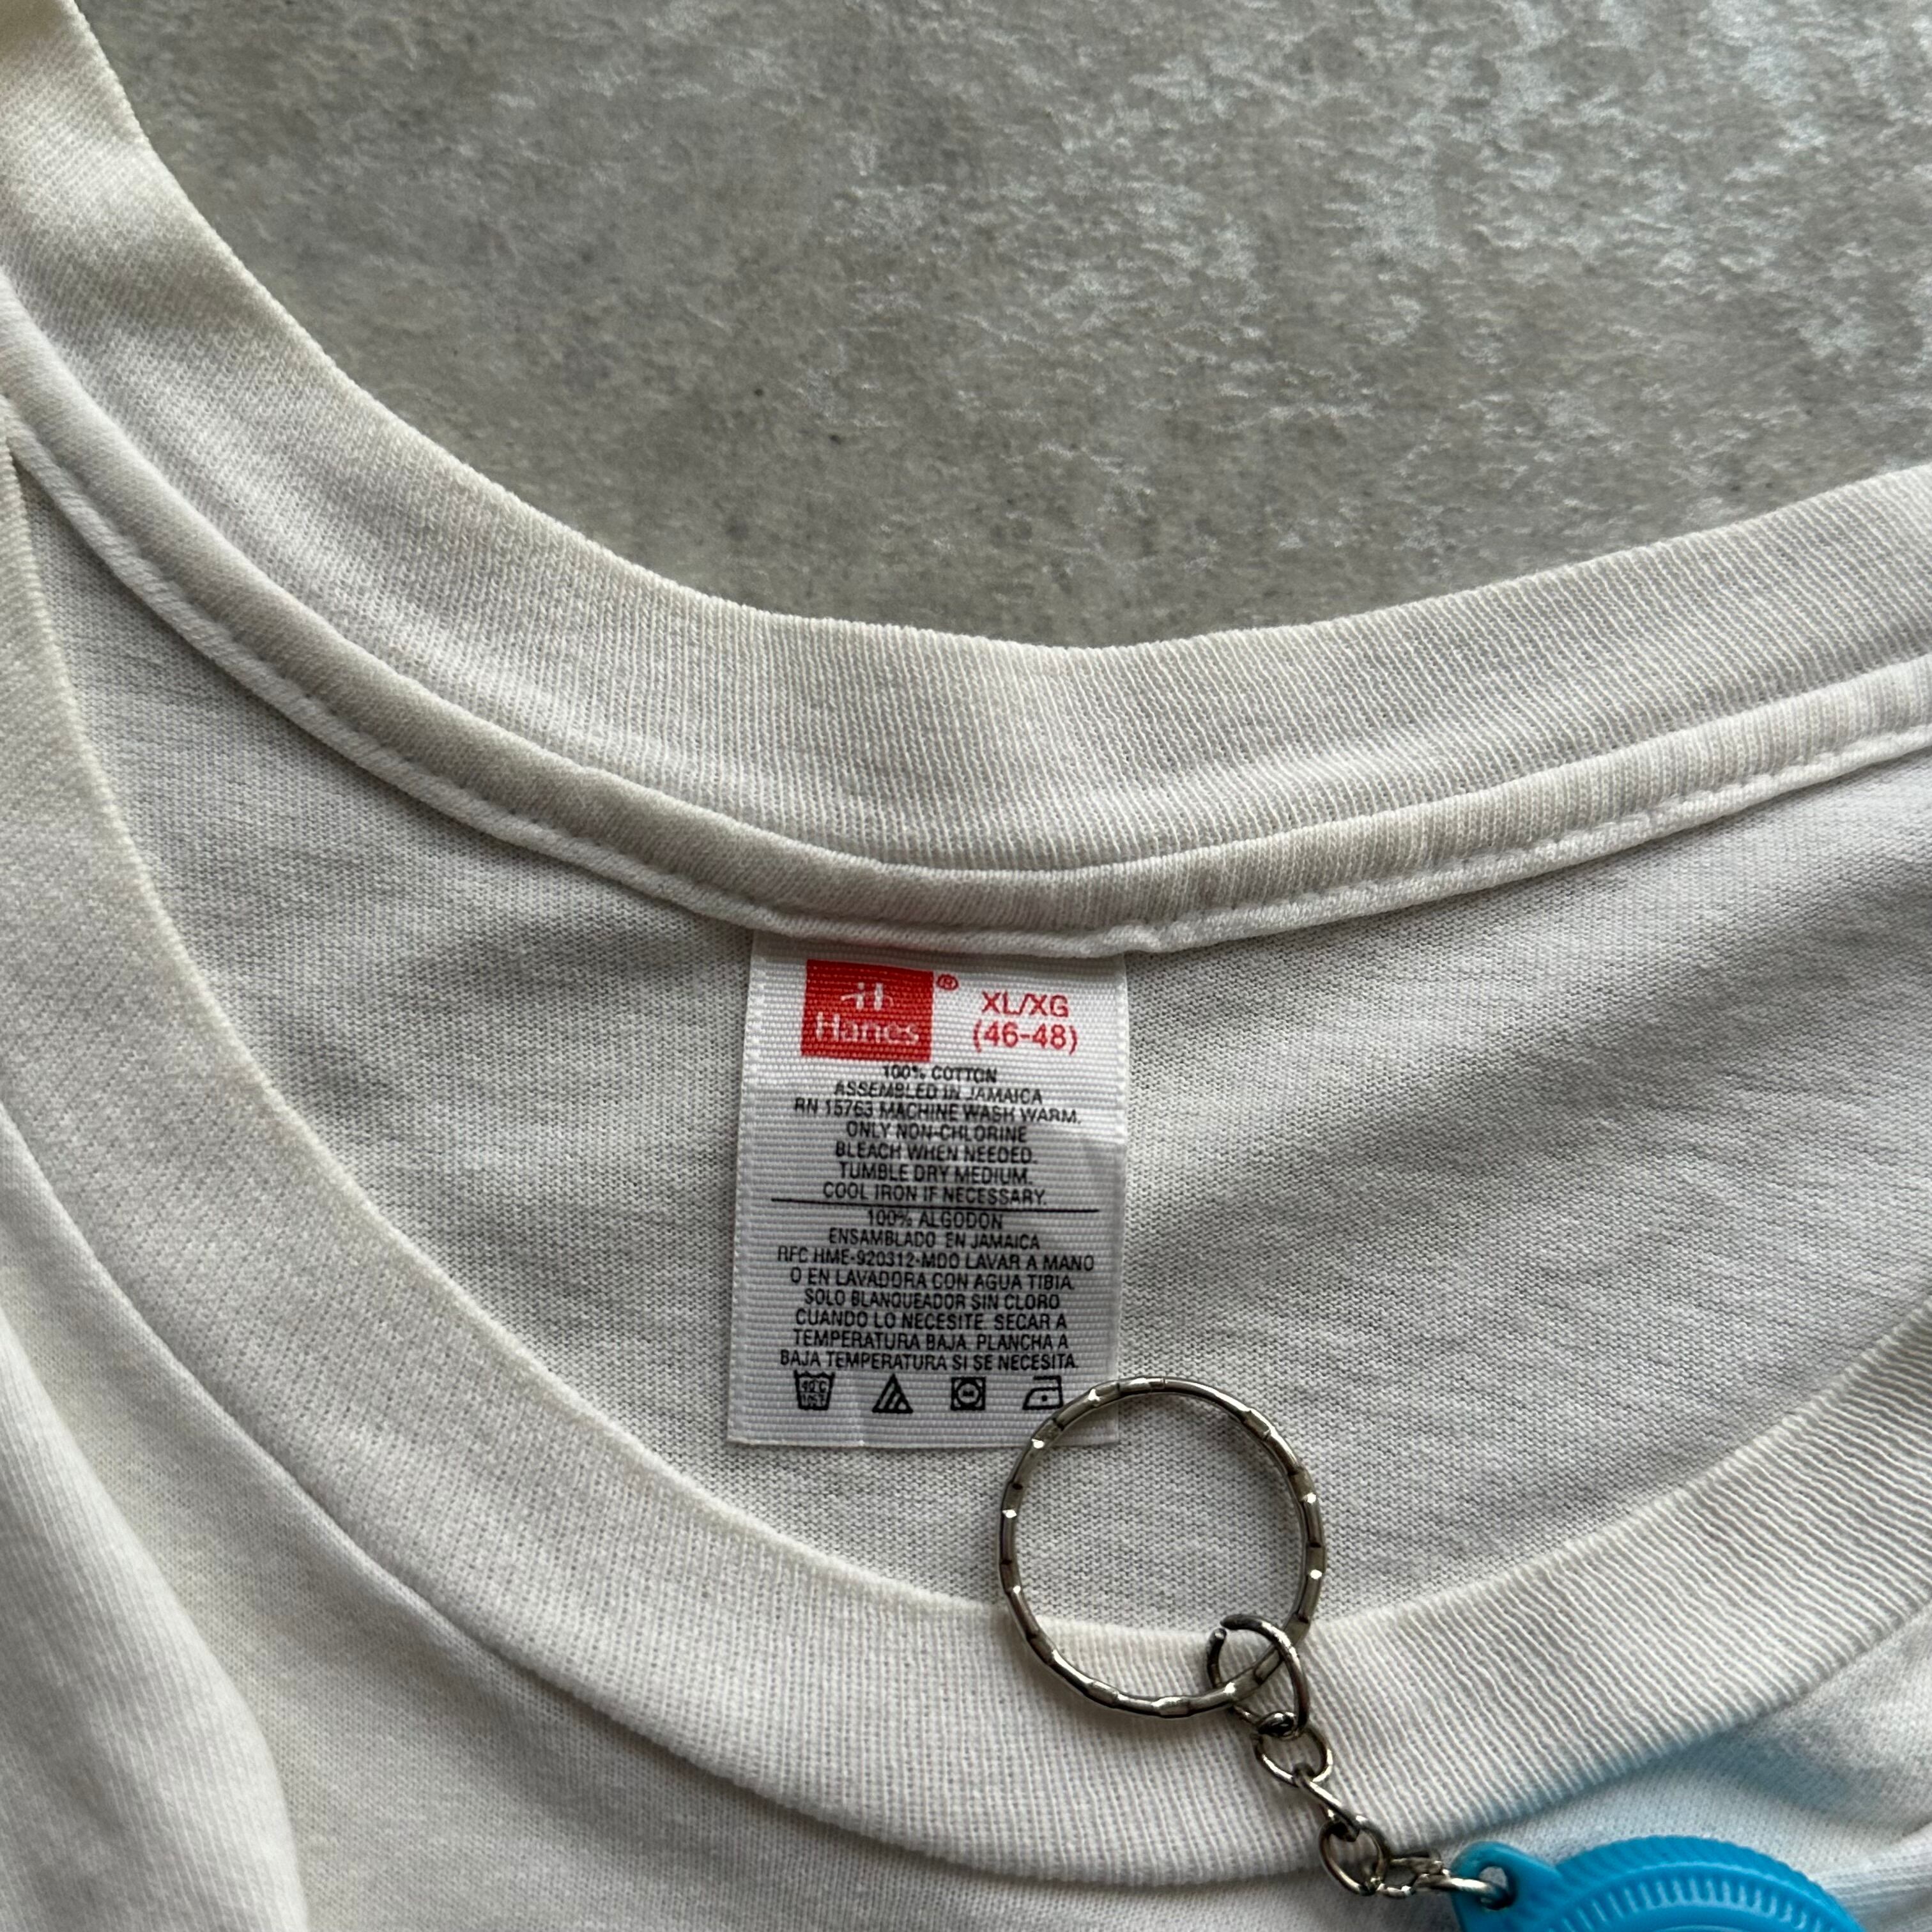 Hanes ® XL/XG
(46-48)
100% COTTON
ASSEMBLED IN JAMAICA
RN 15763 MACHINE WASH WARM.
ONLY NON-CHLORINE
BLEACH WHEN NEEDED.
TUMBLE DRY MEDIUM.
COOL IRON IF NECESSARY.
100% ALGODON
ENSAMBLADO EN JAMAICA
RFC HME-920312-MD0 LAVAR A MANO
O EN LAVADORA CON AGUA TIBIA.
SOLO BLANQUEADOR SIN CLORO
CUANDO LO NECESITE. SECAR A
TEMPERATURA BAJA. PLANCHA A
BAJA TEMPERATURA SI SE NECESITA.
40°C